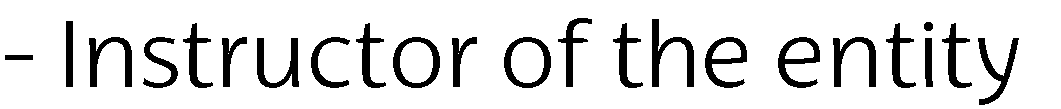 - Instructor of the entity